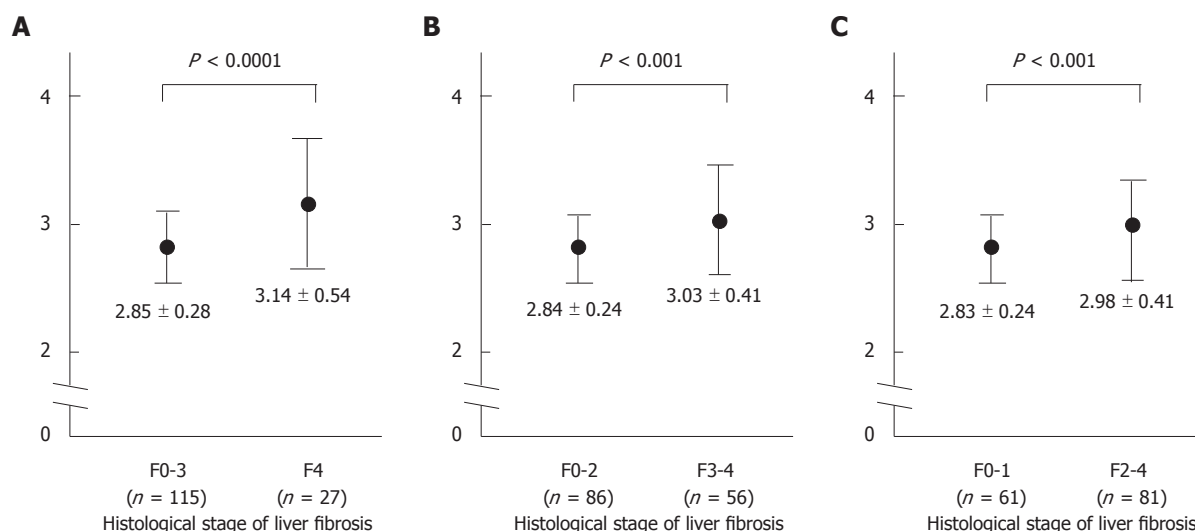 A
P < 0.0001
4
3
2
0
2.85 ± 0.28
3.14 ± 0.54
F0-3
F4
(n = 115)
(n = 27)
Histological stage of liver fibrosis
B
P < 0.001
4
3
2
0
2.84 ± 0.24
3.03 ± 0.41
F0-2
F3-4
(n = 86)
(n = 56)
Histological stage of liver fibrosis
C
P < 0.001
4
3
2
0
2.83 ± 0.24
2.98 ± 0.41
F0-1
F2-4
(n = 61)
(n = 81)
Histological stage of liver fibrosis